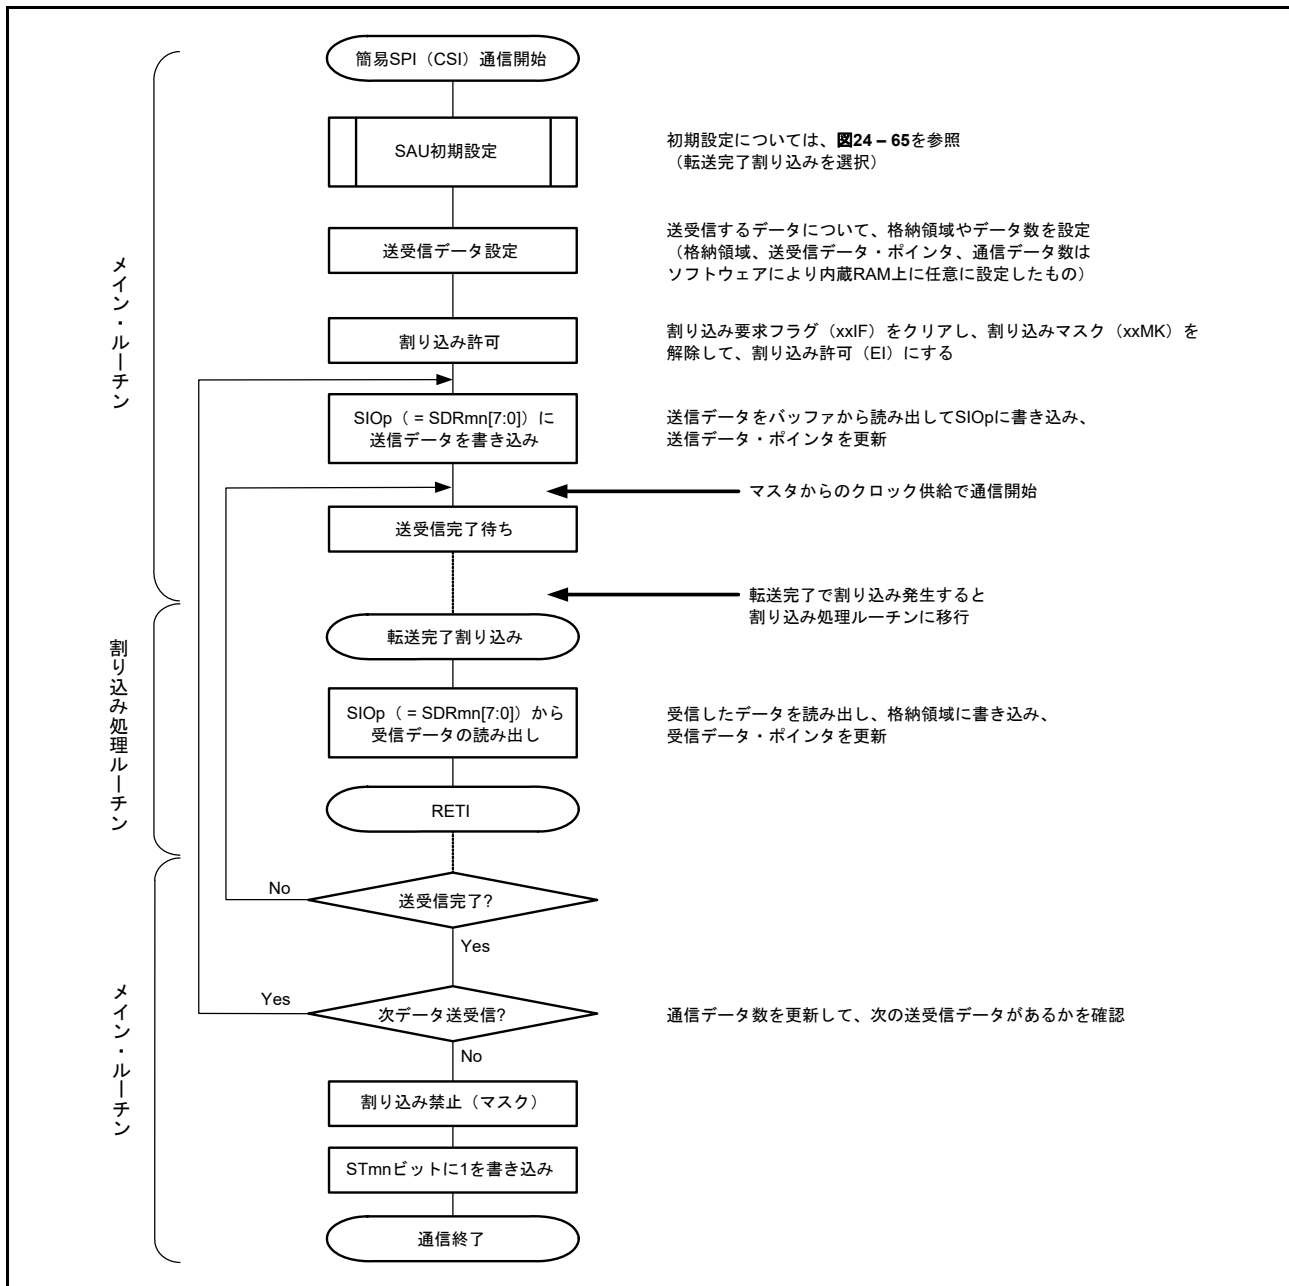 簡易SPI（CSI）通信開始
SAU初期設定
初期設定については、図24 – 65を参照
（転送完了割り込みを選択）
送受信データ設定
送受信するデータについて、格納領域やデータ数を設定
（格納領域、送受信データ・ポインタ、通信データ数は
ソフトウェアにより内蔵RAM上に任意に設定したもの）
メイン・ルーチン
割り込み許可
割り込み要求フラグ（xxIF）をクリアし、割り込みマスク（xxMK）を
解除して、割り込み許可（EI）にする
SIOp（ = SDRmn[7:0]）に
送信データを書き込み
送信データをバッファから読み出してSIOpに書き込み、
送信データ・ポインタを更新
マスタからのクロック供給で通信開始
送受信完了待ち
転送完了で割り込み発生すると
割り込み処理ルーチンに移行
転送完了割り込み
割り込み処理ルーチン
SIOp（ = SDRmn[7:0]）から
受信データの読み出し
受信したデータを読み出し、格納領域に書き込み、
受信データ・ポインタを更新
RETI
No
送受信完了?
Yes
Yes
次データ送受信?
通信データ数を更新して、次の送受信データがあるかを確認
No
メイン・ルーチン
割り込み禁止（マスク）
STmnビットに1を書き込み
通信終了